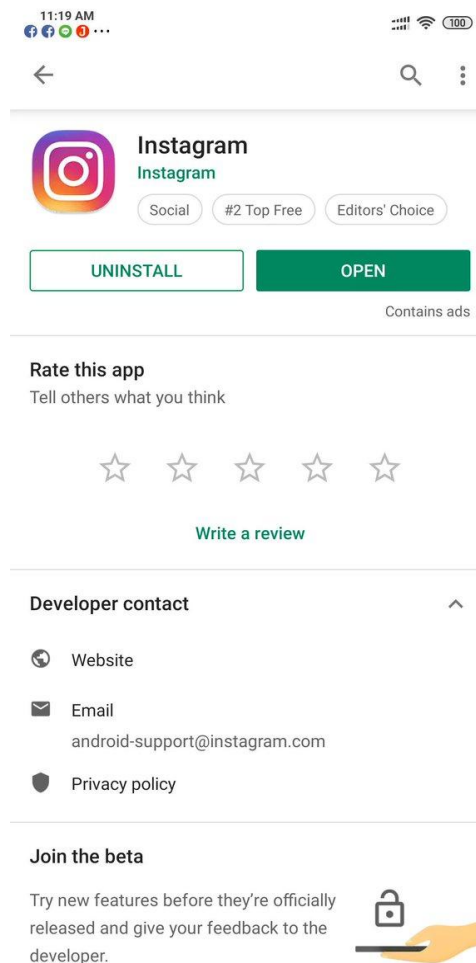 11:19 AM
100
Instagram
Instagram
Social
#2 Top Free
Editors' Choice
UNINSTALL
OPEN
Contains ads
Rate this app
Tell others what you think
Write a review
Developer contact
Website
Email
android-support@instagram.com
Privacy policy
Join the beta
Try new features before they're officially
released and give your feedback to the
developer.